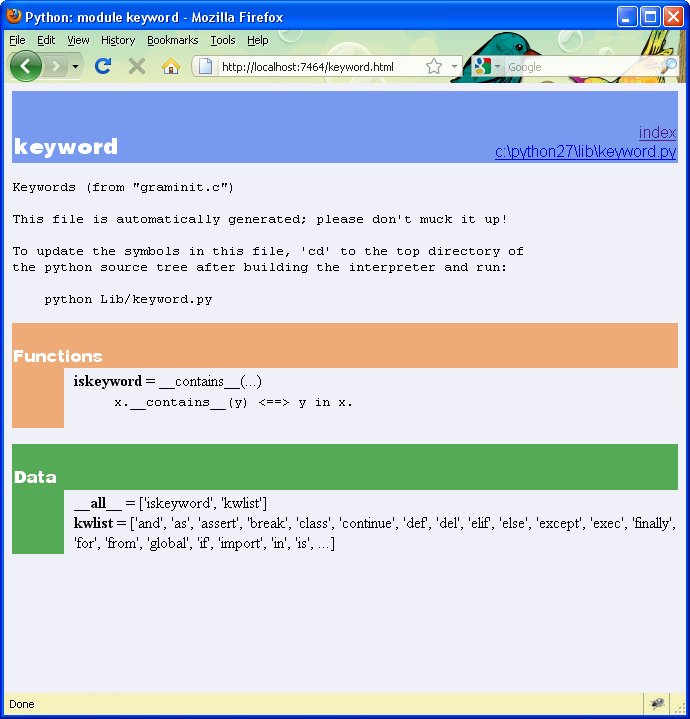 Python: module keyword - Mozilla Firefox
File Edit View History Bookmarks Tools Help
http://localhost:7464/keyword.html
Google
index
keyword
c:\python27\lib\keyword.py
Keywords (from "graminit.c")
This file is automatically generated; please don't muck it up!
To update the symbols in this file, 'cd' to the top directory of
the python source tree after building the interpreter and run:
python Lib/keyword.py
Functions
iskeyword = __contains__(...)
x.__contains__(y) <==> y in x.
Data
__all__ = ['iskeyword', 'kwlist']
kwlist = ['and', 'as', 'assert', 'break', 'class', 'continue', 'def', 'del', 'elif', 'else', 'except', 'exec', 'finally',
'for', 'from', 'global', 'if', 'import', 'in', 'is', ...]
Done